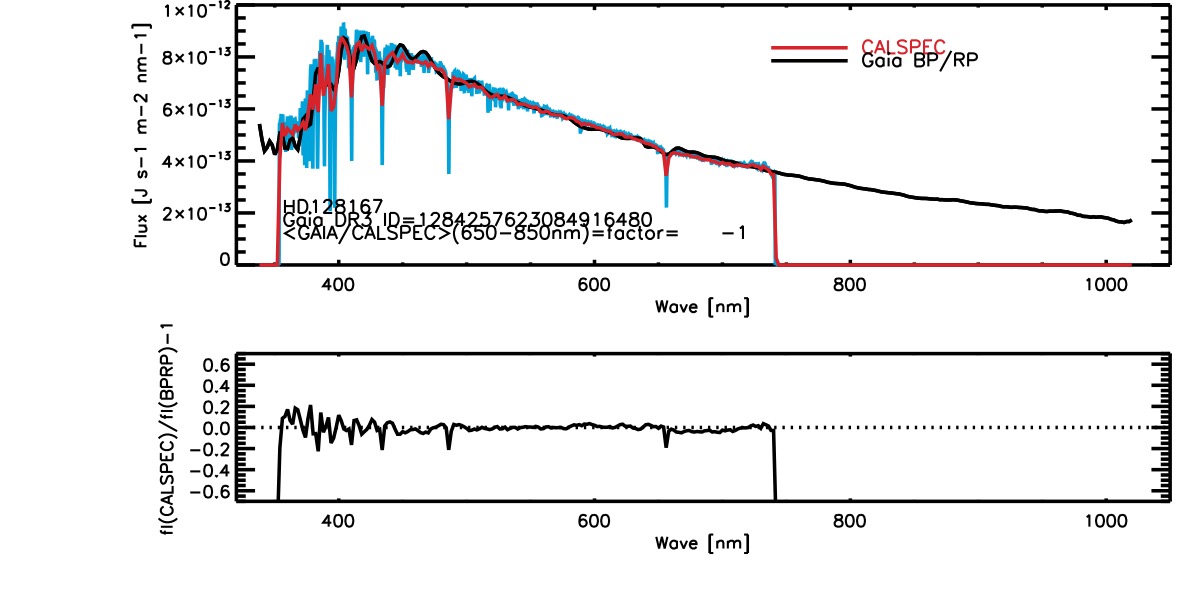 1×10−12
8×10−13
6×10−13
4×10−13
2×10−13
0
Flux [J s−1 m−2 nm−1]
CALSPEC
Gaia BP/RP
HD128167
Gaia DR3 ID=1284257623084916480
<GAIA/CALSPEC>(650−850nm)=factor= −1
400 600 800 1000
Wave [nm]
fl(CALSPEC)/fl(BPRP)−1
0.6
0.4
0.2
0.0
−0.2
−0.4
−0.6
400 600 800 1000
Wave [nm]